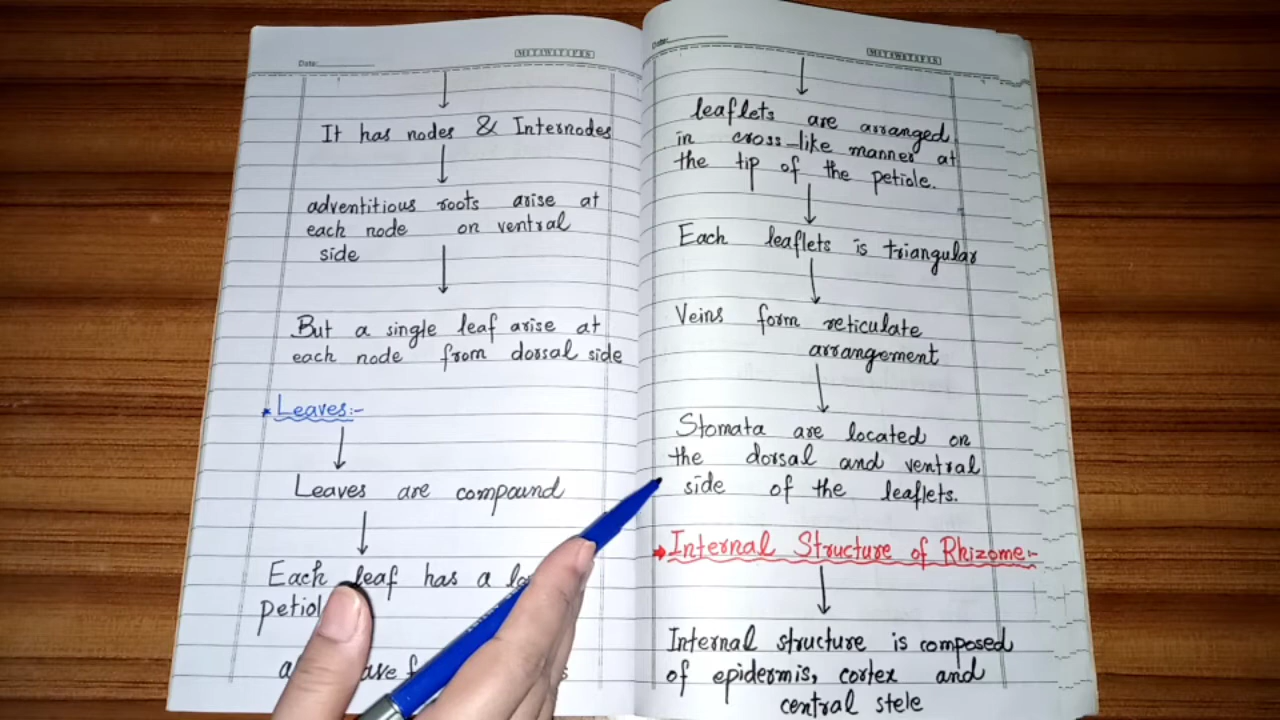 Date:
It has nodes & Internodes
adventitious roots arise at
each node on ventral
side
But a single leaf arise at
each node from dorsal side
Leaves:-
Leaves are compound
Each leaf has a
Date:
leaflets are arranged
in cross-like manner at
the tip of the petiole.
Each leaflets is triangular
Veins form reticulate
arrangement
Stomata are located on
the dorsal and ventral
side of the leaflets.
Internal Structure of Rhizome:-
Internal structure is composed
of epidermis, cortex and
central stele